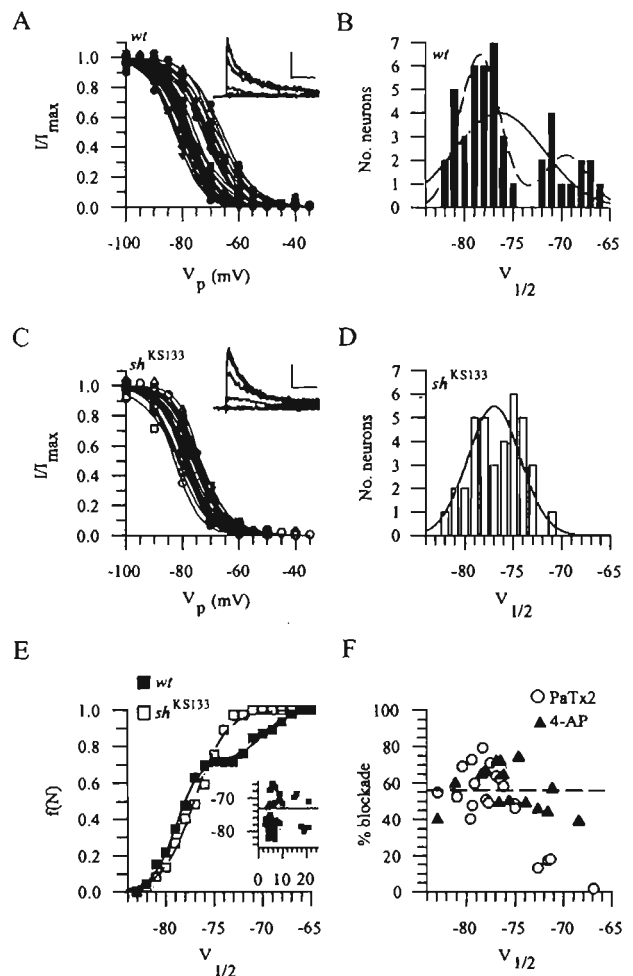 A
wt
I/Imax
1.0
0.8
0.6
0.4
0.2
0.0
-100 -80 -60 -40
Vp (mV)
B
wt
No. neurons
7
6
5
4
3
2
1
0
-80 -75 -70 -65
V1/2
C
shKS133
I/Imax
1.0
0.8
0.6
0.4
0.2
0.0
-100 -80 -60 -40
Vp (mV)
D
shKS133
No. neurons
7
6
5
4
3
2
1
0
-80 -75 -70 -65
V1/2
E
wt
shKS133
f(N)
1.0
0.8
0.6
0.4
0.2
0.0
-70
-80
0 10 20
-80 -75 -70 -65
V1/2
F
PaTx2
4-AP
% blockade
100
80
60
40
20
0
-80 -75 -70 -65
V1/2